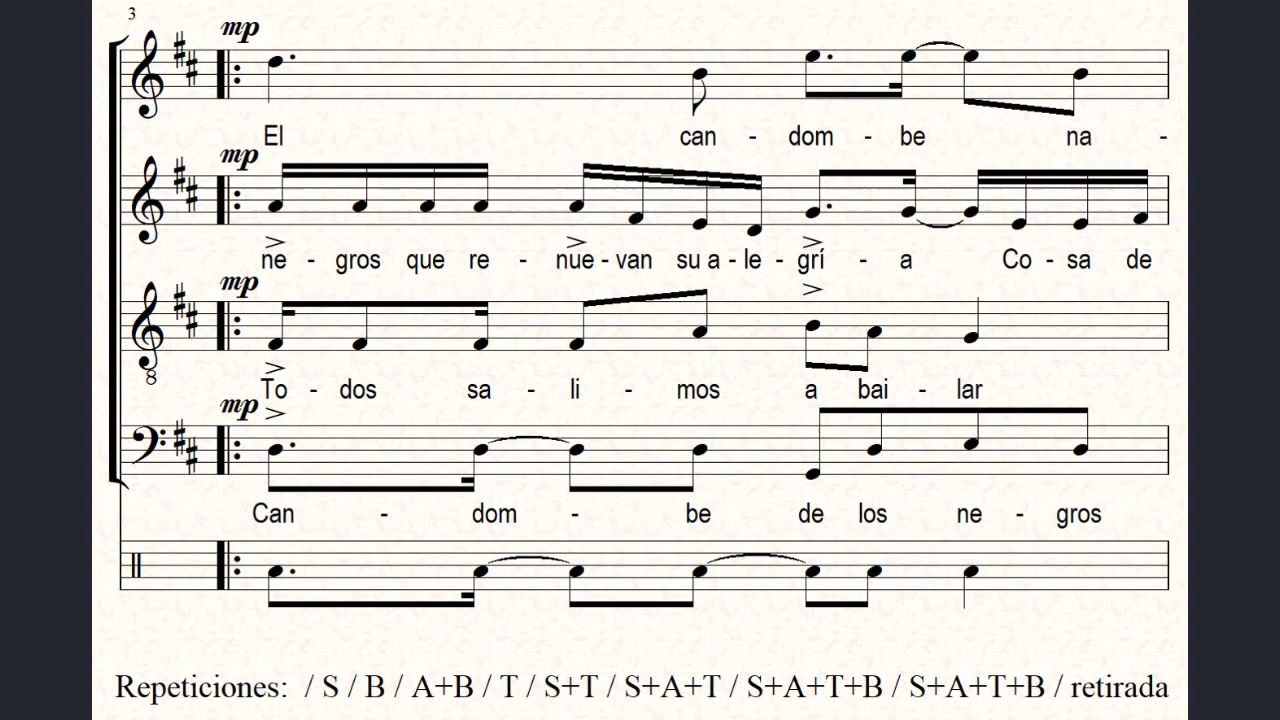 3
mp
El can - dom - be na -
mp
ne - gros que re - nue - van su a - le - grí - a Co - sa de
mp
8
To - dos sa - li - mos a bai - lar
mp
Can - dom - be de los ne - gros
Repeticiones: / S / B / A+B / T / S+T / S+A+T / S+A+T+B / S+A+T+B / retirada